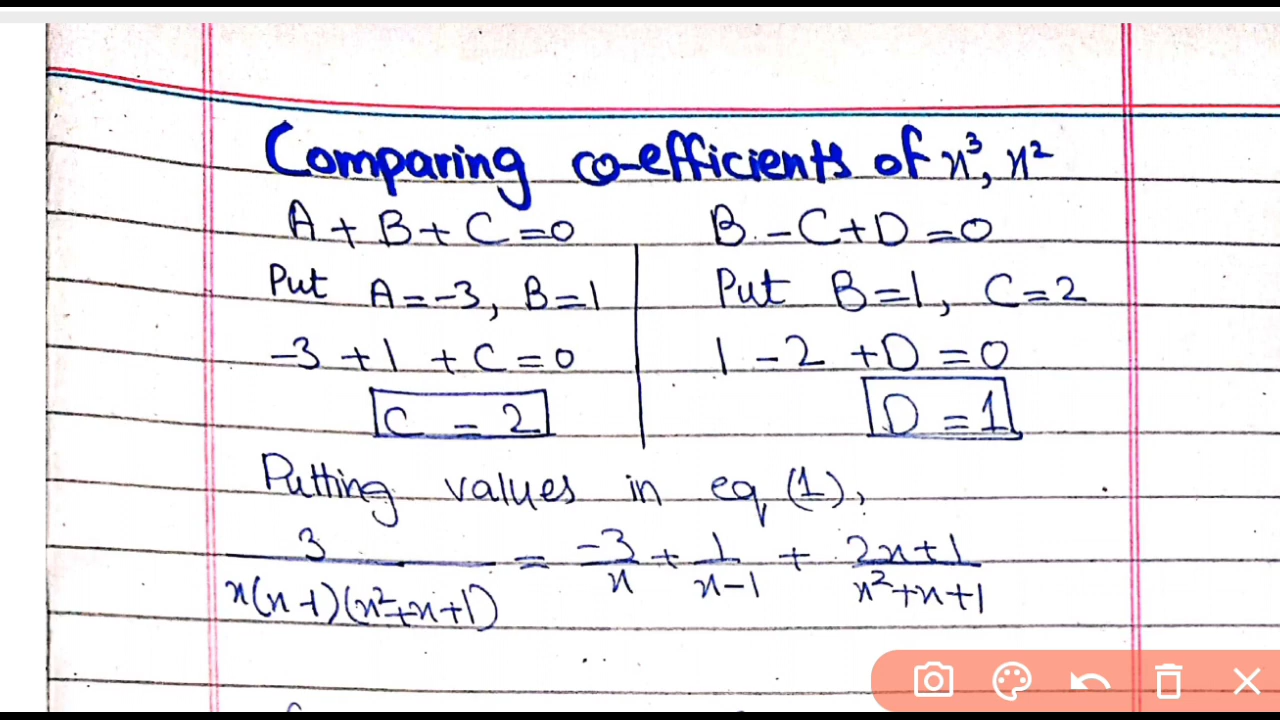 Comparing co-efficients of x³, x²
A + B + C = 0
Put A = -3, B = 1
-3 + 1 + C = 0
C = 2
B - C + D = 0
Put B = 1, C = 2
1 - 2 + D = 0
D = 1
Putting values in eq (1),
3/x(x-1)(x²+x+1) = -3/x + 1/x-1 + 2x+1/x²+x+1